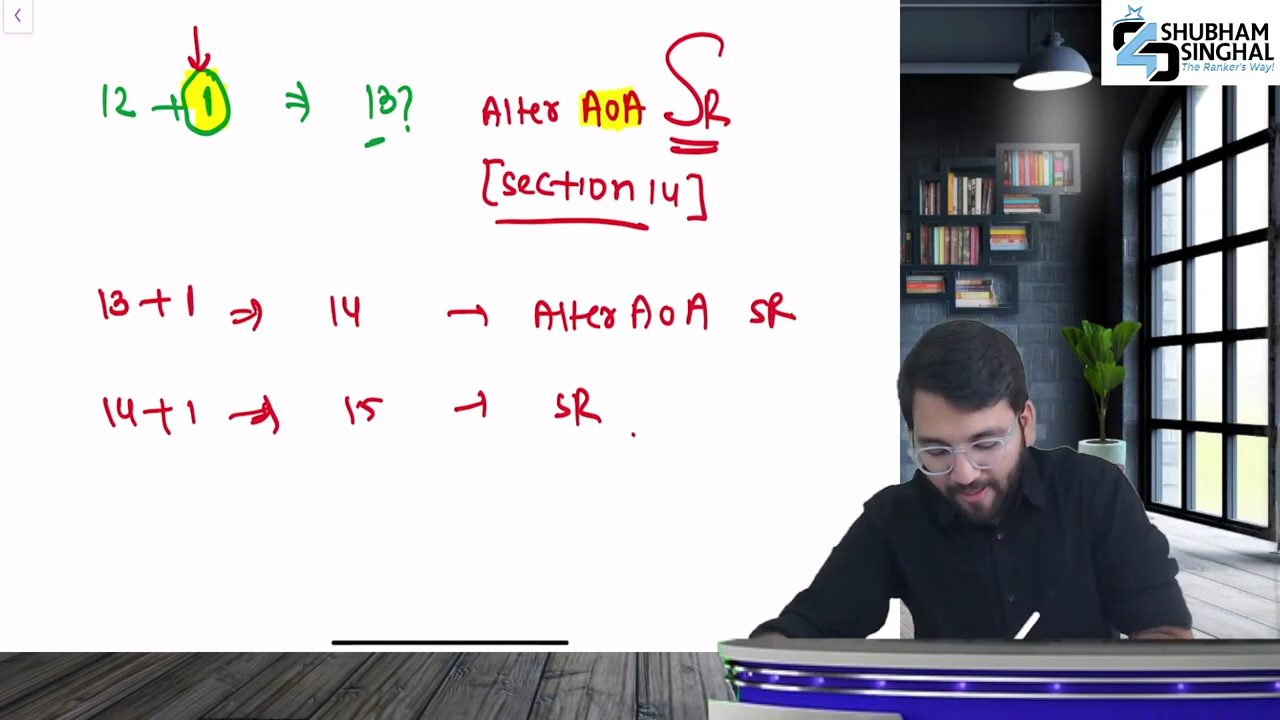 12 + 1 ⇒ 13? Alter AOA SR
[section 14]
13 + 1 ⇒ 14 → Alter AOA SR
14 + 1 ⇒ 15 → SR
SHUBHAM
SINGHAL
The Ranker's Way!